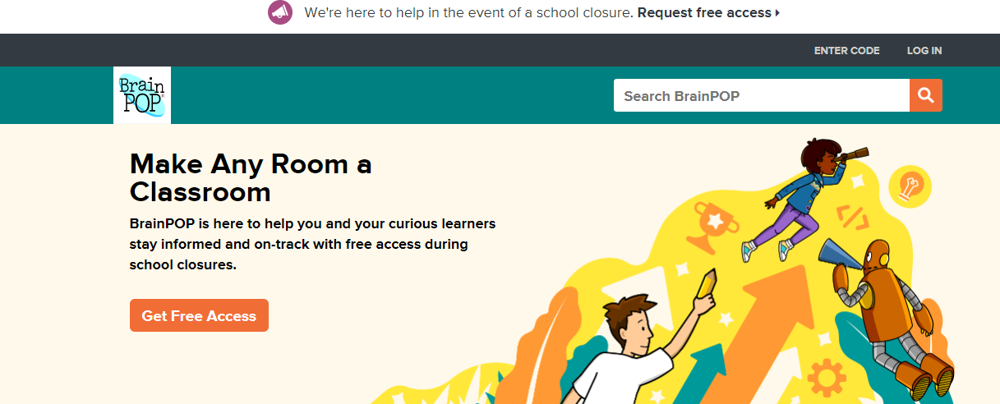 We're here to help in the event of a school closure. Request free access
ENTER CODE LOG IN
Brain
POP
Search BrainPOP
Make Any Room a
Classroom
BrainPOP is here to help you and your curious learners
stay informed and on-track with free access during
school closures.
Get Free Access
</>